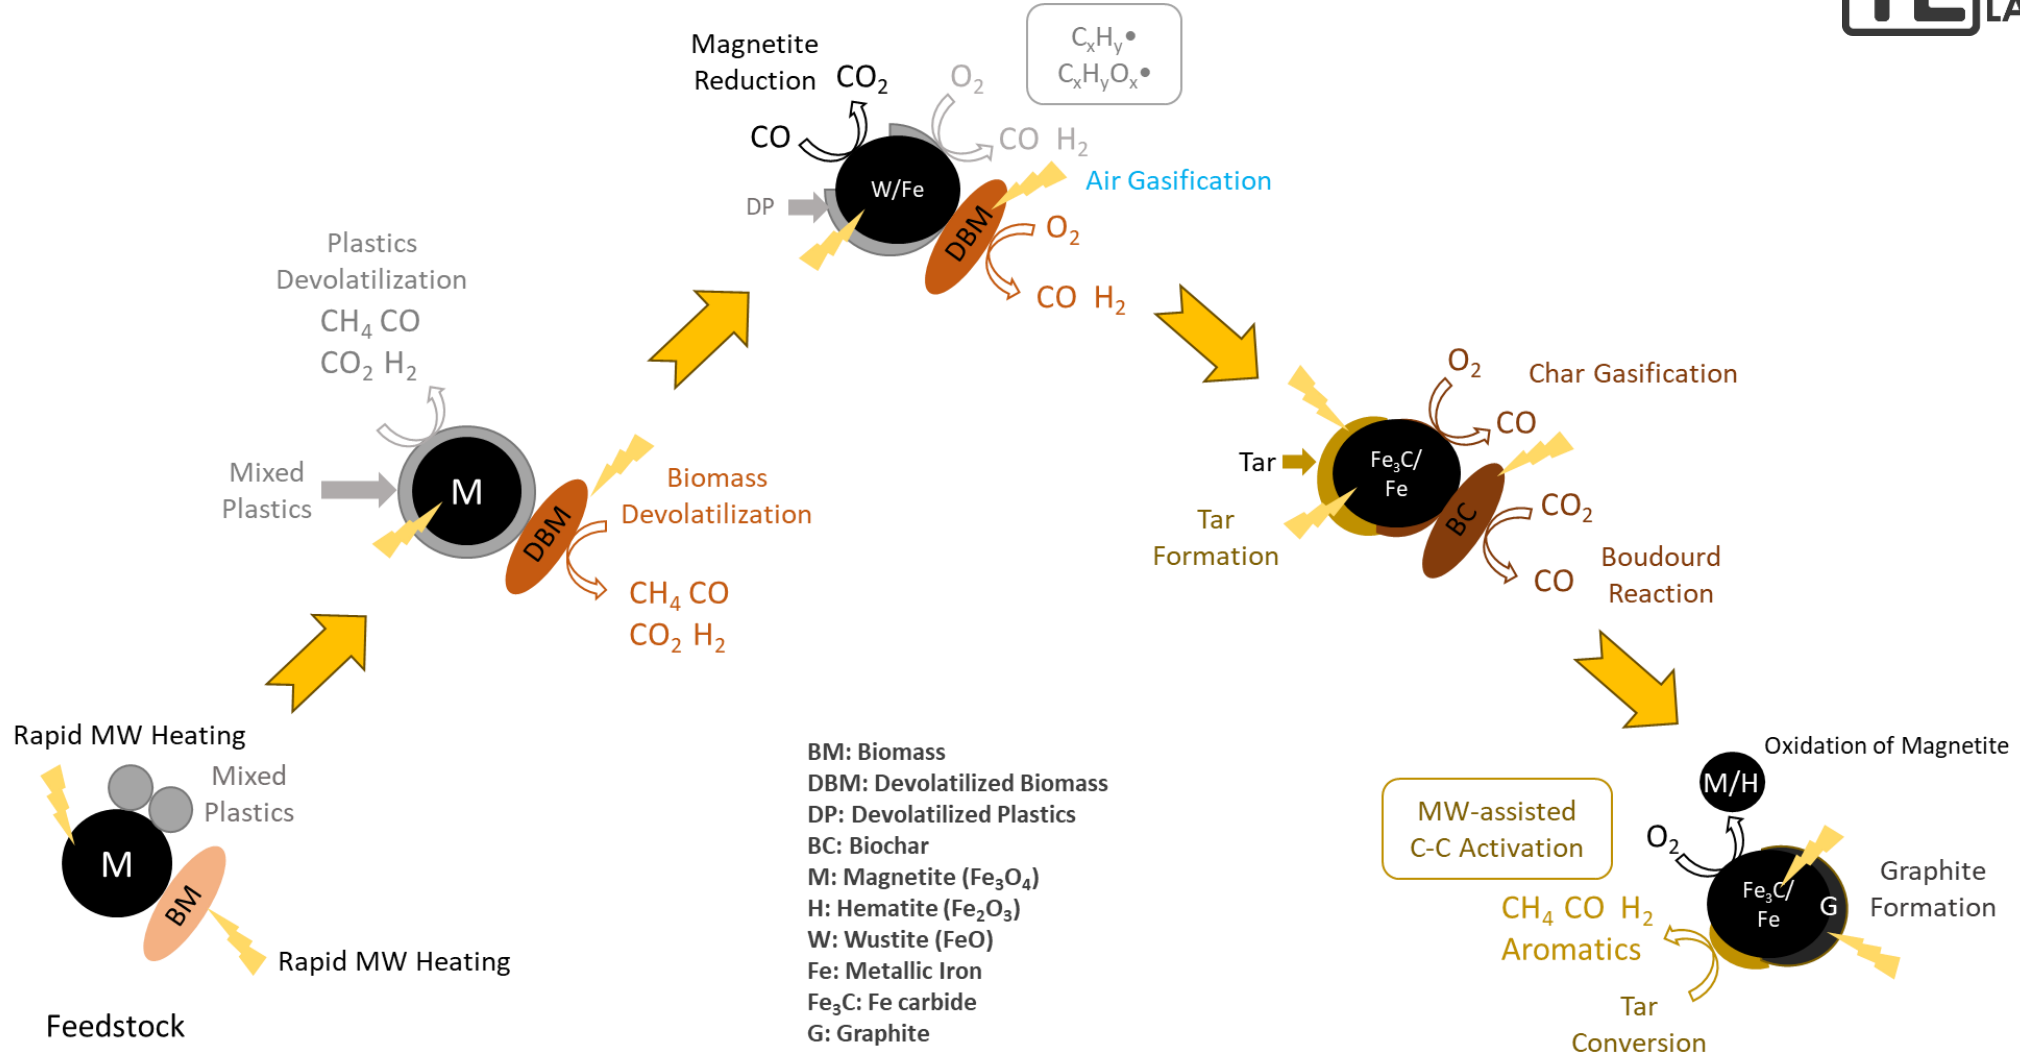 LA
Magnetite
Reduction
CO₂
O₂
CₓHᵧ•
CₓHᵧOₓ•
CO
CO H₂
W/Fe
Air Gasification
DP
DBM
O₂
CO H₂
Plastics
Devolatilization
CH₄ CO
CO₂ H₂
Mixed
Plastics
M
DBM
Biomass
Devolatilization
CH₄ CO
CO₂ H₂
O₂
Char Gasification
CO
Tar
Fe₃C/
Fe
BC
CO₂
Tar
Formation
CO
Boudourd
Reaction
Rapid MW Heating
Mixed
Plastics
M
BM
Rapid MW Heating
Feedstock
BM: Biomass
DBM: Devolatilized Biomass
DP: Devolatilized Plastics
BC: Biochar
M: Magnetite (Fe₃O₄)
H: Hematite (Fe₂O₃)
W: Wustite (FeO)
Fe: Metallic Iron
Fe₃C: Fe carbide
G: Graphite
Oxidation of Magnetite
M/H
MW-assisted
C-C Activation
O₂
Fe₃C/
Fe
G
Graphite
Formation
CH₄ CO H₂
Aromatics
Tar
Conversion